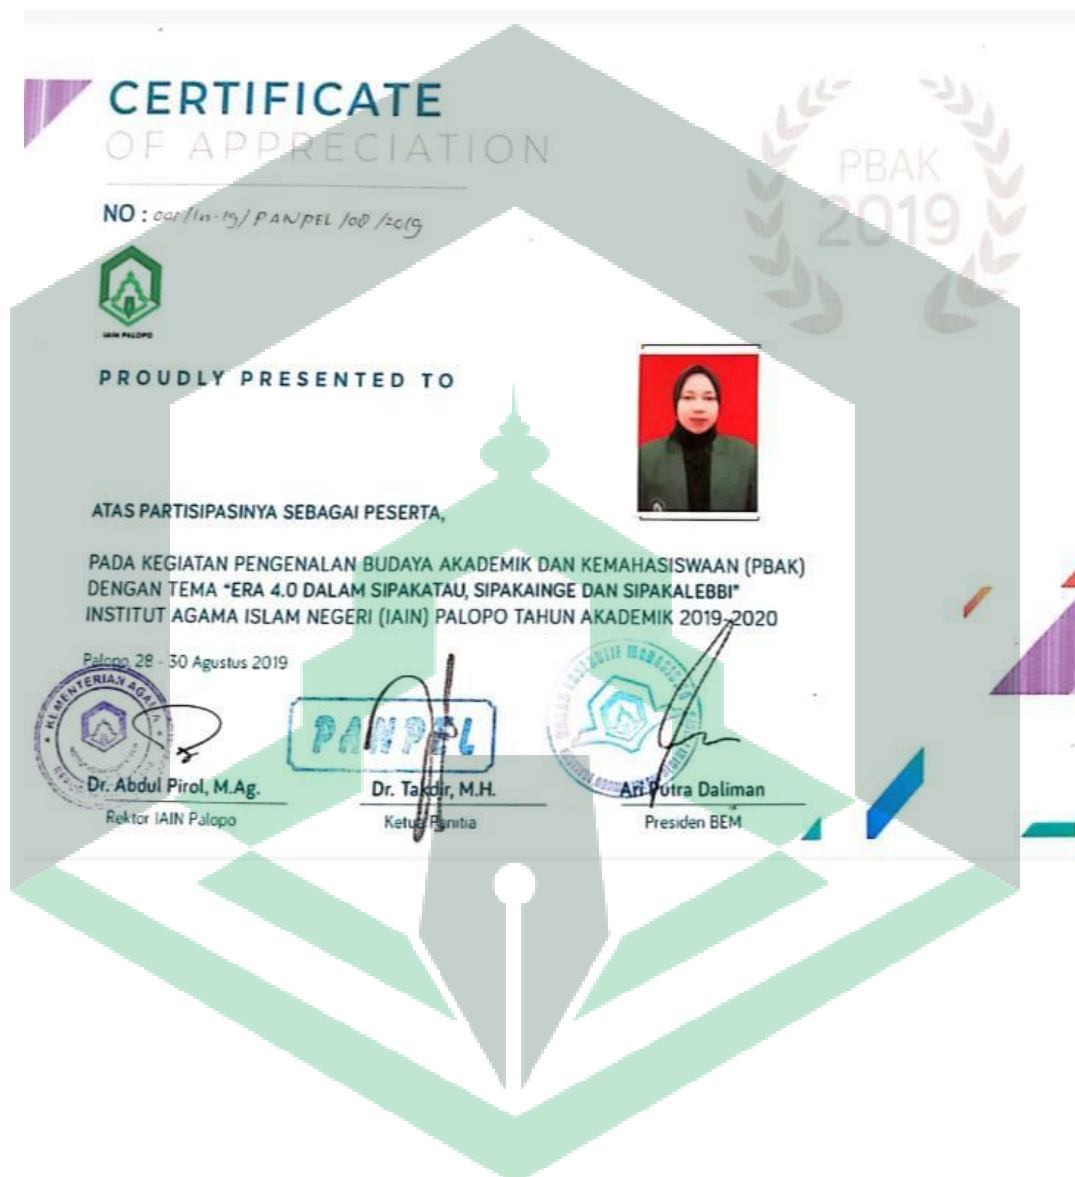 CERTIFICATE
OF APPRECIATION
NO : 001/In-19/PANPEL/08/2019
PBAK
2019
IAIN PALOPO
PROUDLY PRESENTED TO
ATAS PARTISIPASINYA SEBAGAI PESERTA,
PADA KEGIATAN PENGENALAN BUDAYA AKADEMIK DAN KEMAHASISWAAN (PBAK)
DENGAN TEMA "ERA 4.0 DALAM SIPAKATAU, SIPAKAINGE DAN SIPAKALEBBI"
INSTITUT AGAMA ISLAM NEGERI (IAIN) PALOPO TAHUN AKADEMIK 2019-2020
Palopo, 28 - 30 Agustus 2019
KEMENTERIAN AGAMA
PANPEL
Dr. Abdul Pirol, M.Ag.
Dr. Takdir, M.H.
Ari Putra Daliman
Rektor IAIN Palopo
Ketua Panitia
Presiden BEM